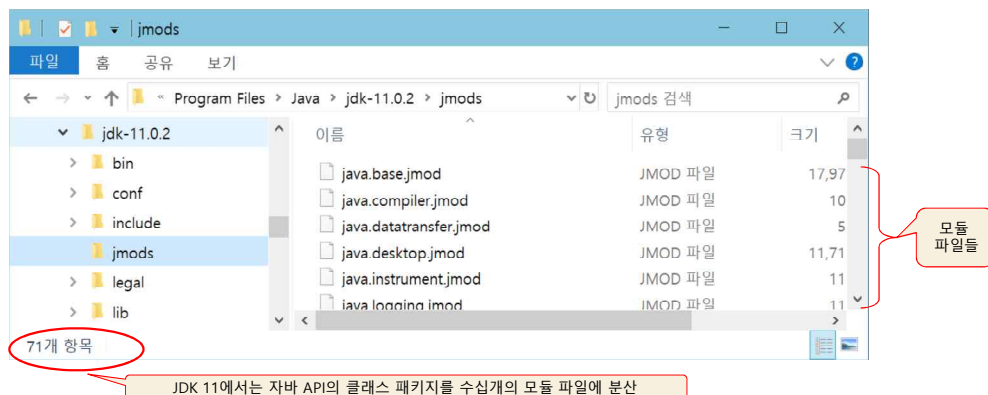 jmods
파일 홈 공유 보기
« Program Files > Java > jdk-11.0.2 > jmods
jmods 검색
jdk-11.0.2
bin
conf
include
jmods
legal
lib
이름 유형 크기
java.base.jmod JMOD 파일 17,97
java.compiler.jmod JMOD 파일 10
java.datatransfer.jmod JMOD 파일 5
java.desktop.jmod JMOD 파일 11,71
java.instrument.jmod JMOD 파일 11
java.logging.jmod JMOD 파일 11
모듈
파일들
71개 항목
JDK 11에서는 자바 API의 클래스 패키지를 수십개의 모듈 파일에 분산